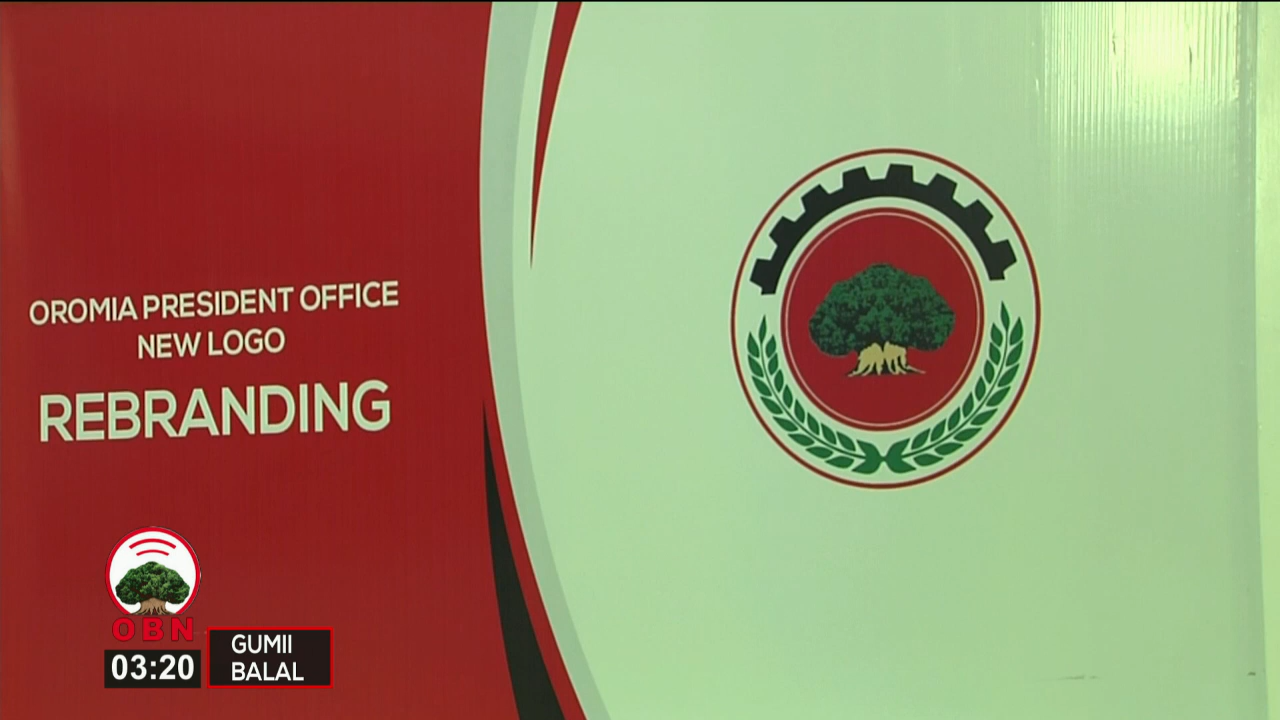 OROMIA PRESIDENT OFFICE
NEW LOGO
REBRANDING
OBN
03:20
GUMII
BALAL